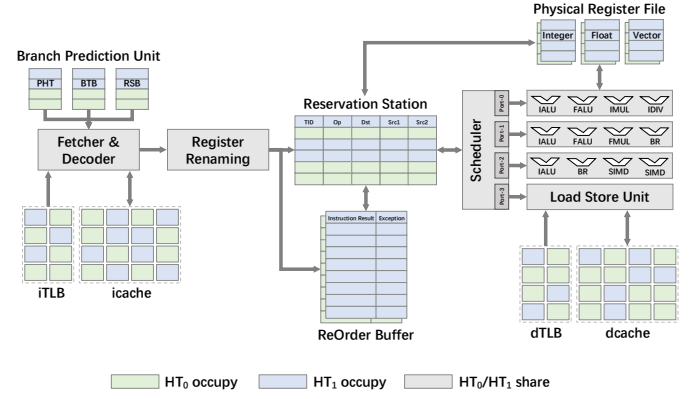 Physical Register File
Integer Float Vector
Branch Prediction Unit
PHT BTB RSB
Reservation Station
TID Op Dst Src1 Src2
Fetcher &
Decoder
Register
Renaming
Scheduler
Port-0
IALU FALU IMUL IDIV
Port-1
IALU FALU FMUL BR
Port-2
IALU BR SIMD SIMD
Port-3
Load Store Unit
Instruction Result Exception
iTLB icache
ReOrder Buffer
dTLB dcache
HT₀ occupy HT₁ occupy HT₀/HT₁ share